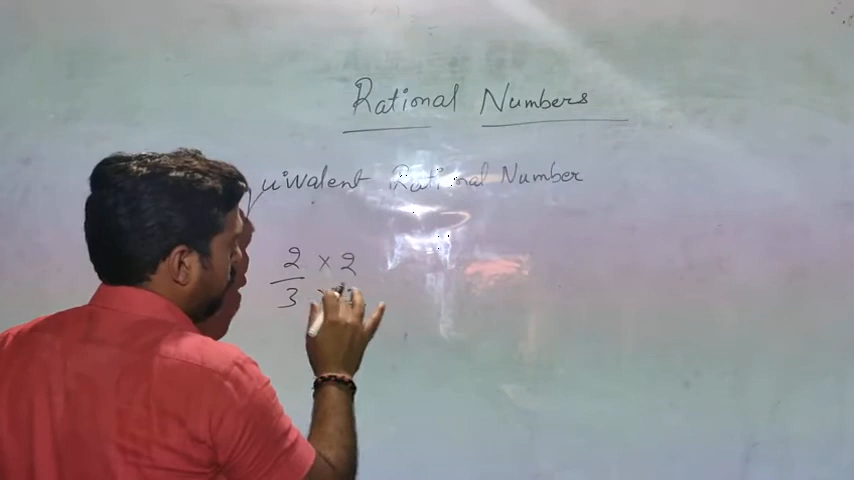 Rational Numbers
uivalent Rational Number
2 × 2
3